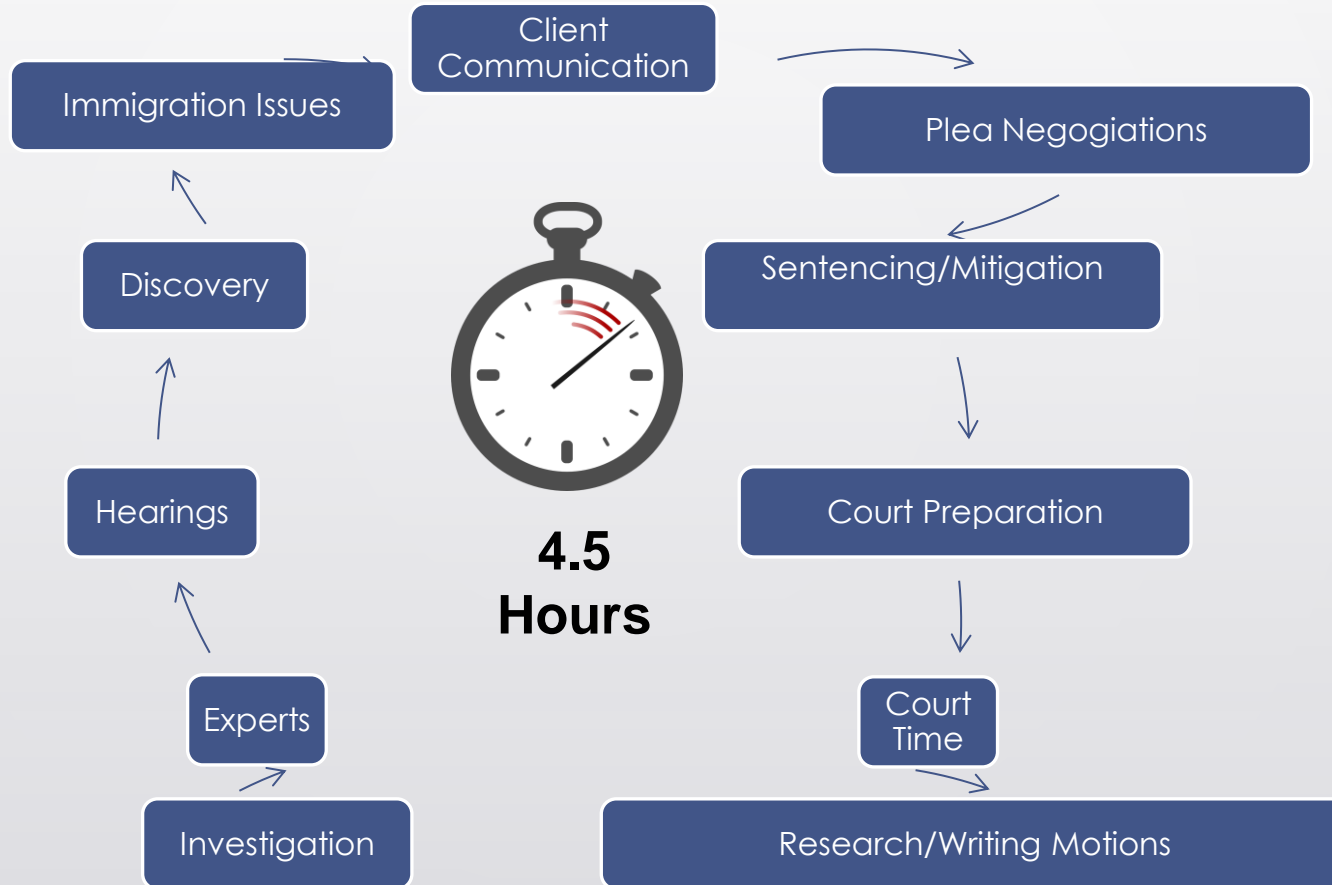 Client
Communication
Immigration Issues
Plea Negogiations
Discovery
Sentencing/Mitigation
Hearings
Court Preparation
4.5
Hours
Experts
Court
Time
Investigation
Research/Writing Motions